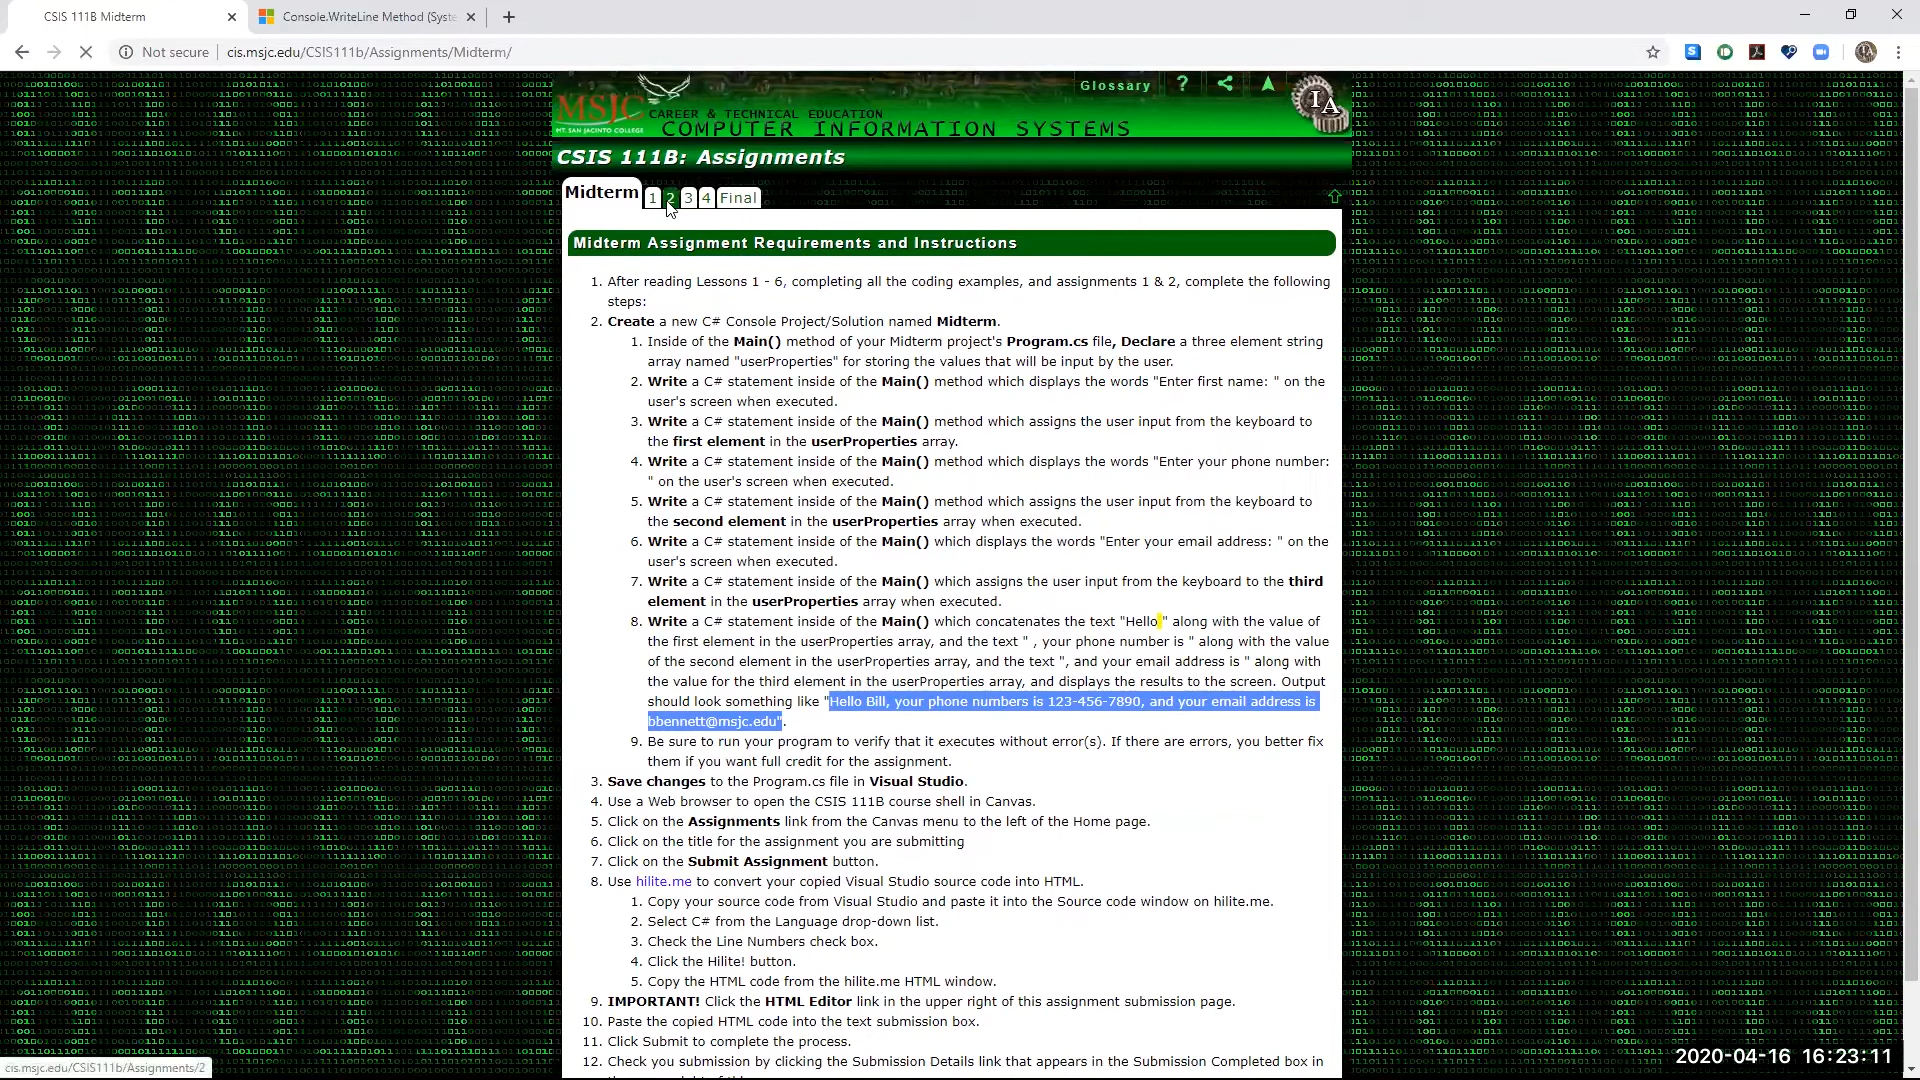 CSIS 111B Midterm
Console.WriteLine Method (Syste
Not secure
cis.msjc.edu/CSIS111b/Assignments/Midterm/
Glossary
?
IA
MSJC
MT. SAN JACINTO COLLEGE
CAREER & TECHNICAL EDUCATION
COMPUTER INFORMATION SYSTEMS
CSIS 111B: Assignments
Midterm 1 2 3 4 Final
Midterm Assignment Requirements and Instructions
1. After reading Lessons 1 - 6, completing all the coding examples, and assignments 1 & 2, complete the following
steps:
2. Create a new C# Console Project/Solution named Midterm.
1. Inside of the Main() method of your Midterm project's Program.cs file, Declare a three element string
array named "userProperties" for storing the values that will be input by the user.
2. Write a C# statement inside of the Main() method which displays the words "Enter first name: " on the
user's screen when executed.
3. Write a C# statement inside of the Main() method which assigns the user input from the keyboard to
the first element in the userProperties array.
4. Write a C# statement inside of the Main() method which displays the words "Enter your phone number:
" on the user's screen when executed.
5. Write a C# statement inside of the Main() method which assigns the user input from the keyboard to
the second element in the userProperties array when executed.
6. Write a C# statement inside of the Main() which displays the words "Enter your email address: " on the
user's screen when executed.
7. Write a C# statement inside of the Main() which assigns the user input from the keyboard to the third
element in the userProperties array when executed.
8. Write a C# statement inside of the Main() which concatenates the text "Hello " along with the value of
the first element in the userProperties array, and the text " , your phone number is " along with the value
of the second element in the userProperties array, and the text ", and your email address is " along with
the value for the third element in the userProperties array, and displays the results to the screen. Output
should look something like "Hello Bill, your phone numbers is 123-456-7890, and your email address is
bbennett@msjc.edu".
9. Be sure to run your program to verify that it executes without error(s). If there are errors, you better fix
them if you want full credit for the assignment.
3. Save changes to the Program.cs file in Visual Studio.
4. Use a Web browser to open the CSIS 111B course shell in Canvas.
5. Click on the Assignments link from the Canvas menu to the left of the Home page.
6. Click on the title for the assignment you are submitting
7. Click on the Submit Assignment button.
8. Use hilite.me to convert your copied Visual Studio source code into HTML.
1. Copy your source code from Visual Studio and paste it into the Source code window on hilite.me.
2. Select C# from the Language drop-down list.
3. Check the Line Numbers check box.
4. Click the Hilite! button.
5. Copy the HTML code from the hilite.me HTML window.
9. IMPORTANT! Click the HTML Editor link in the upper right of this assignment submission page.
10. Paste the copied HTML code into the text submission box.
11. Click Submit to complete the process.
12. Check you submission by clicking the Submission Details link that appears in the Submission Completed box in
cis.msjc.edu/CSIS111b/Assignments/2
2020-04-16 16:23:11